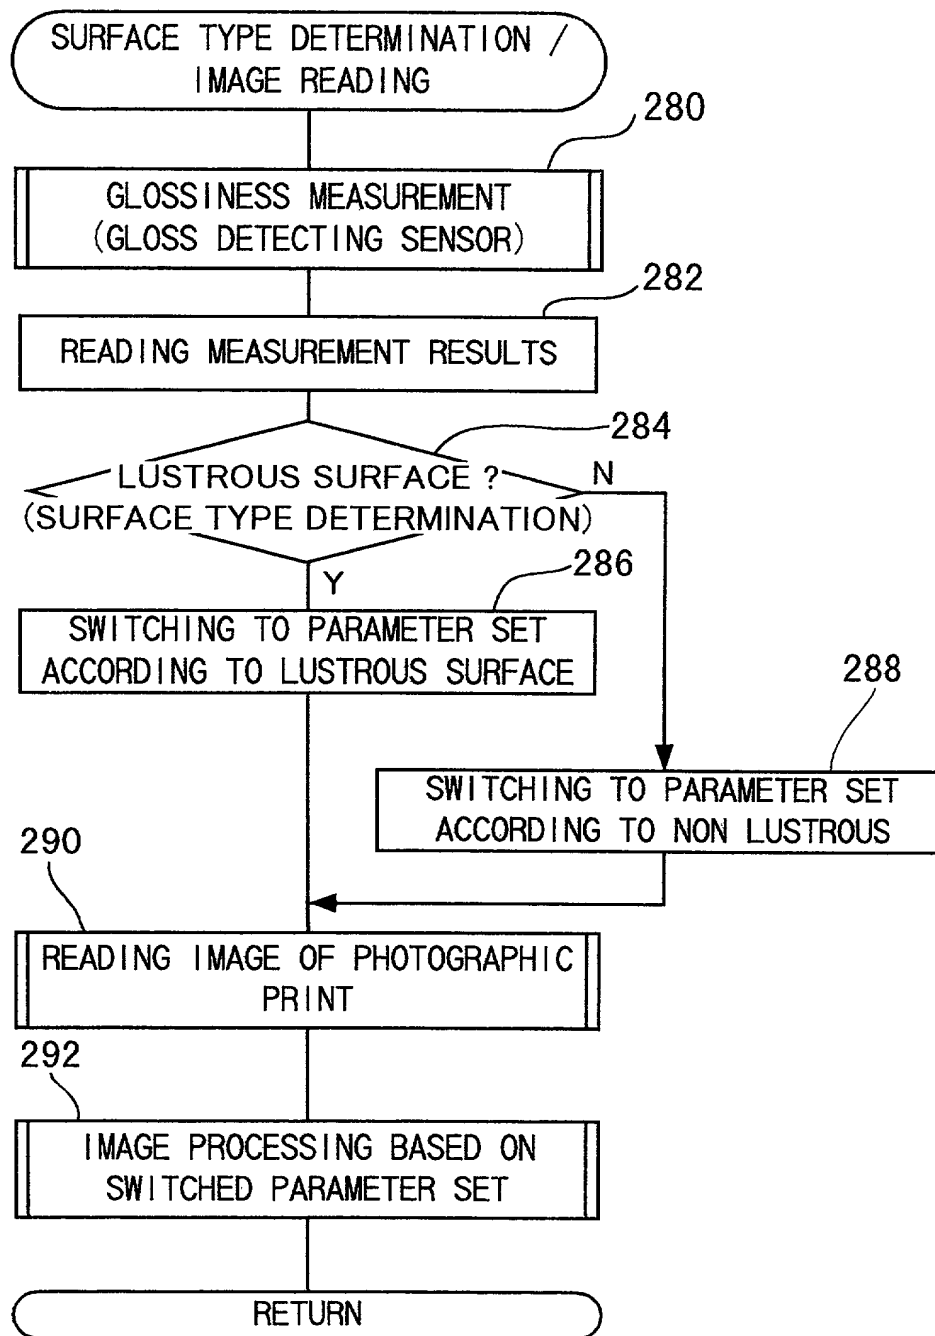 SURFACE TYPE DETERMINATION /
IMAGE READING
280
GLOSSINESS MEASUREMENT
(GLOSS DETECTING SENSOR)
282
READING MEASUREMENT RESULTS
284
LUSTROUS SURFACE ?
N
(SURFACE TYPE DETERMINATION)
Y
286
SWITCHING TO PARAMETER SET
ACCORDING TO LUSTROUS SURFACE
288
SWITCHING TO PARAMETER SET
ACCORDING TO NON LUSTROUS
290
READING IMAGE OF PHOTOGRAPHIC
PRINT
292
IMAGE PROCESSING BASED ON
SWITCHED PARAMETER SET
RETURN